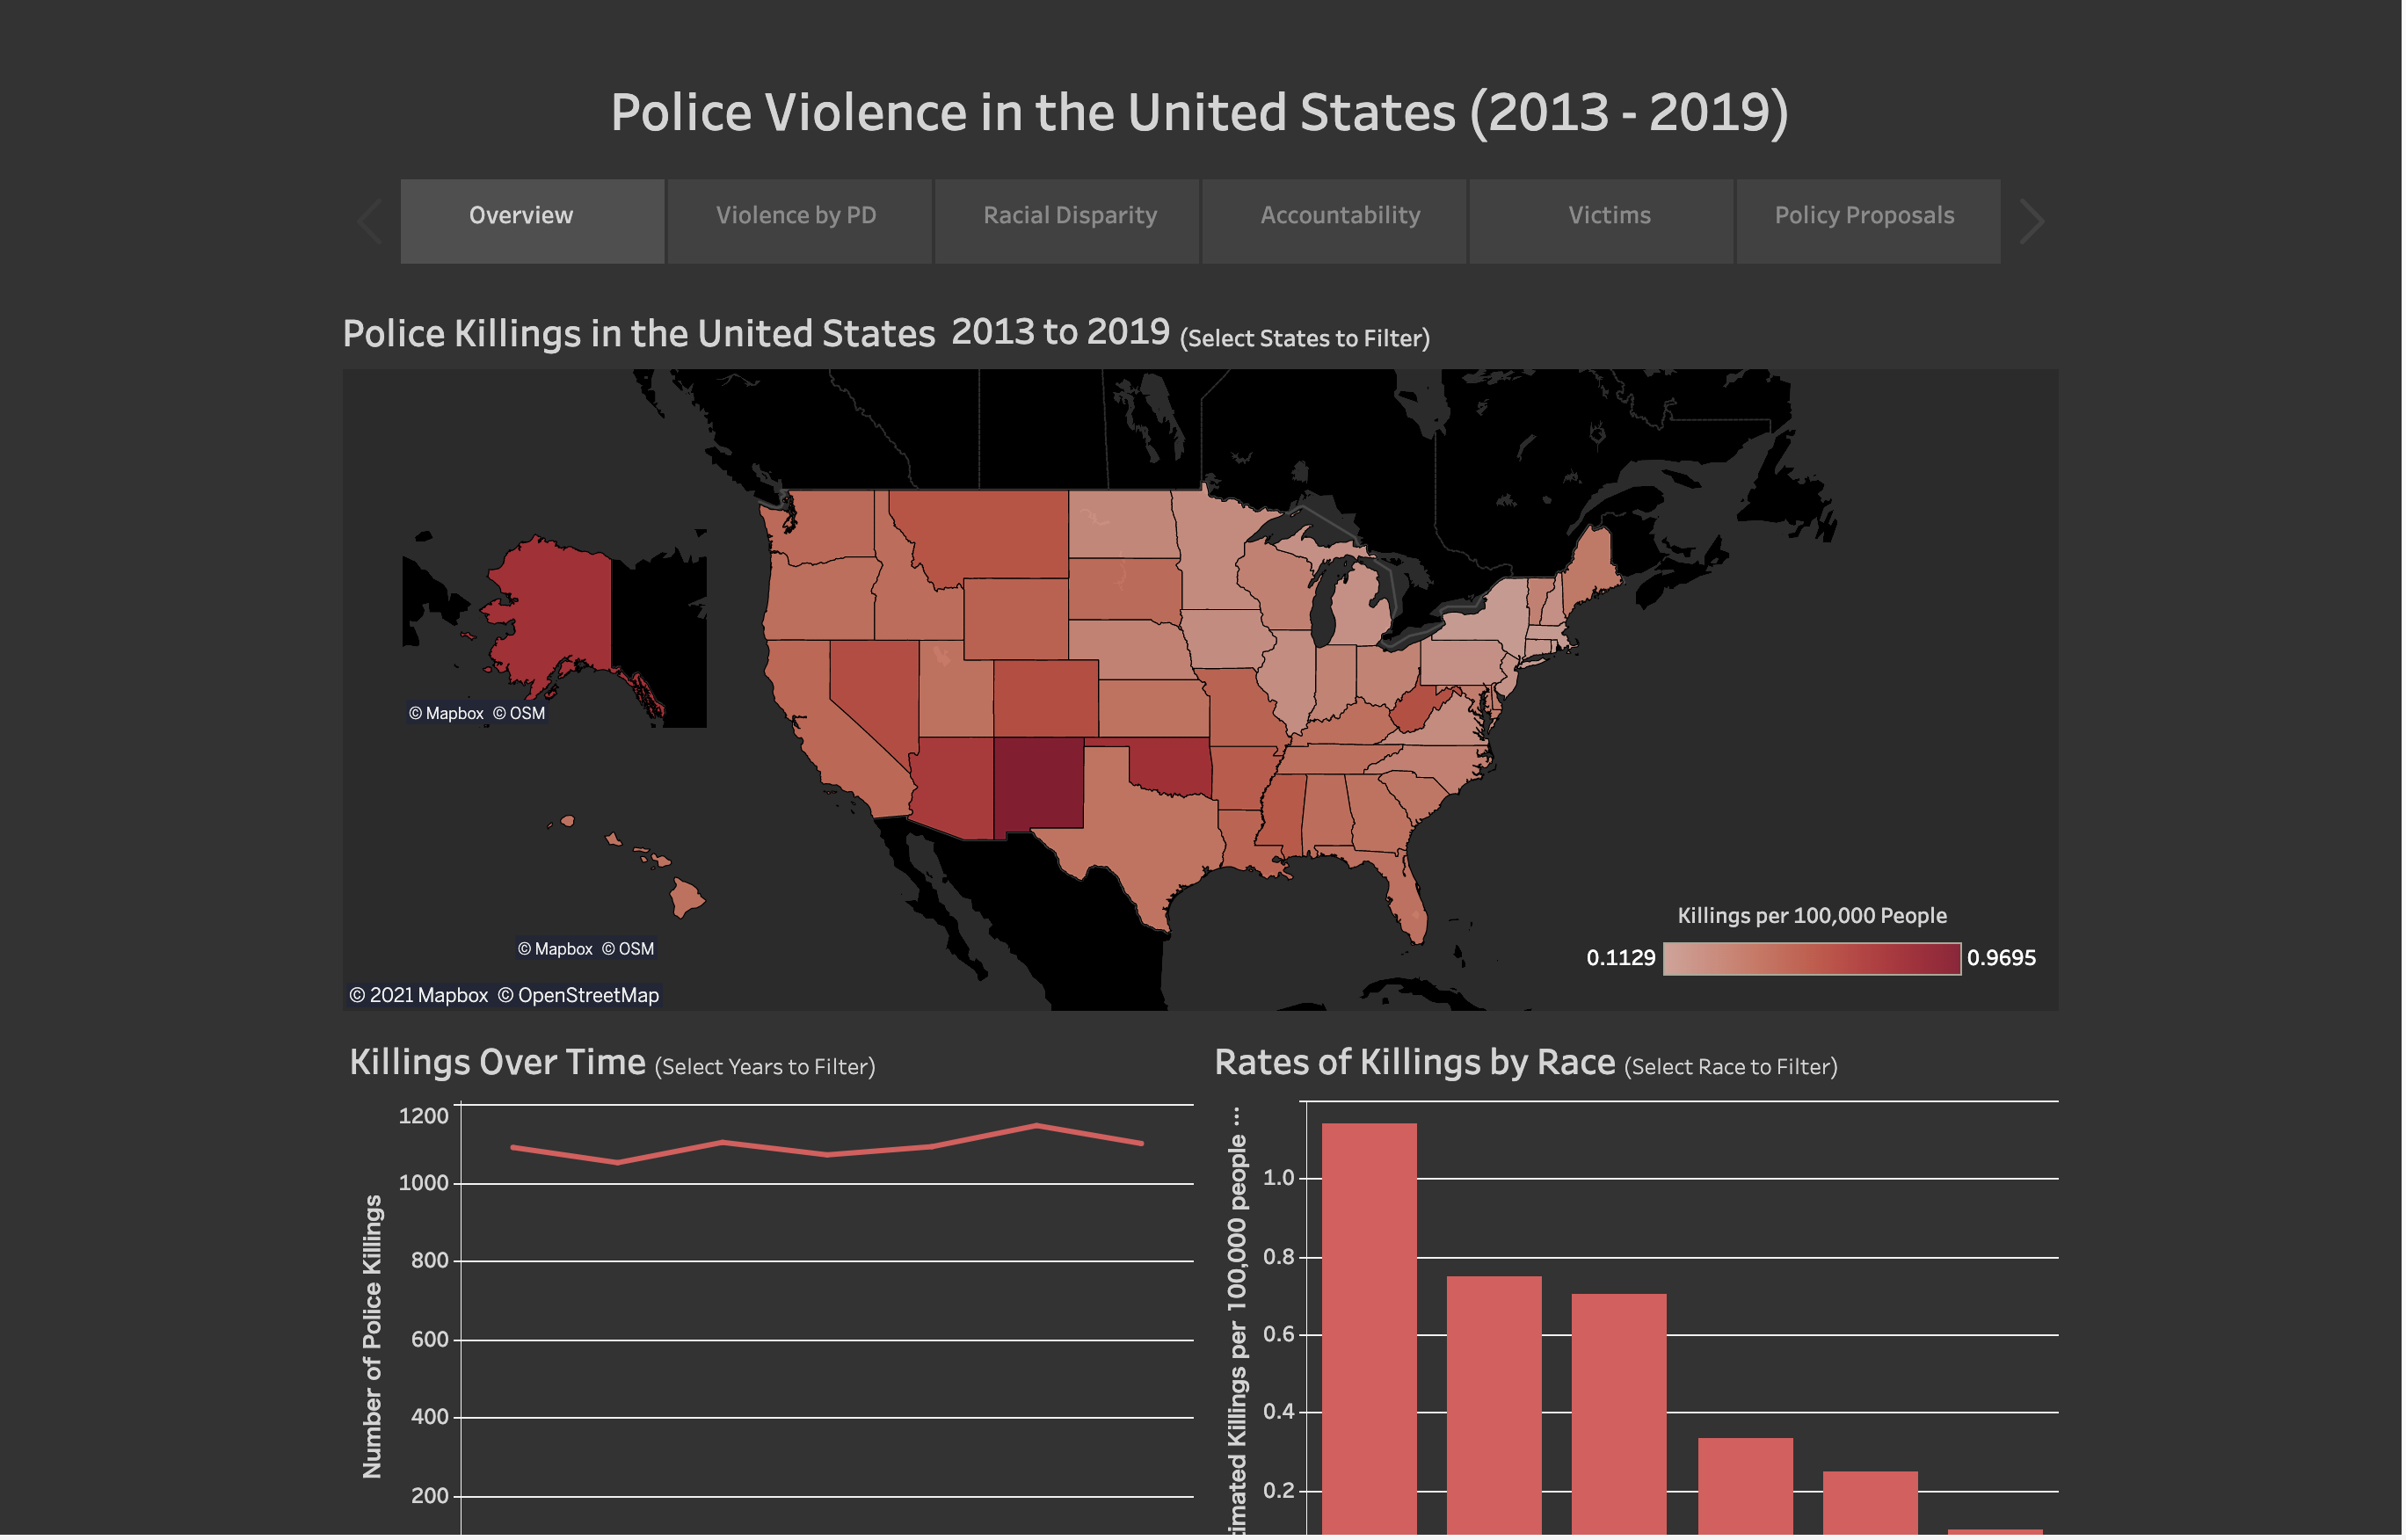 Police Violence in the United States (2013 - 2019)
Overview
Violence by PD
Racial Disparity
Accountability
Victims
Policy Proposals
Police Killings in the United States 2013 to 2019 (Select States to Filter)
© Mapbox © OSM
© Mapbox © OSM
© 2021 Mapbox © OpenStreetMap
Killings per 100,000 People
0.1129
0.9695
Killings Over Time (Select Years to Filter)
Number of Police Killings
1200
1000
800
600
400
200
Rates of Killings by Race (Select Race to Filter)
Killings per 100,000 people ...
1.0
0.8
0.6
0.4
0.2